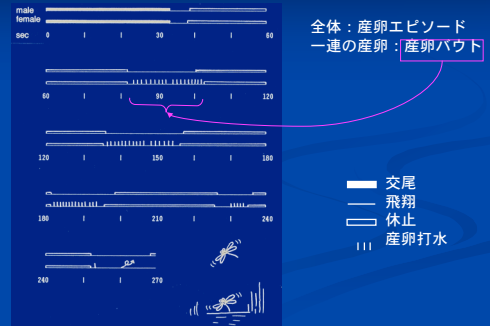 male
female
sec 0 30 60
60 90 120
120 150 180
180 210 240
240 270
全体：産卵エピソード
一連の産卵：産卵バウト
交尾
飛翔
休止
産卵打水